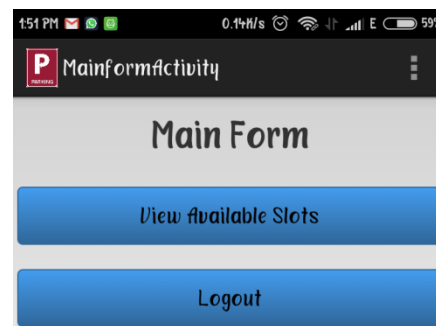 1:51 PM 0.14K/s E 59%
P MainformActivity
PARKING
Main Form
View Available Slots
Logout